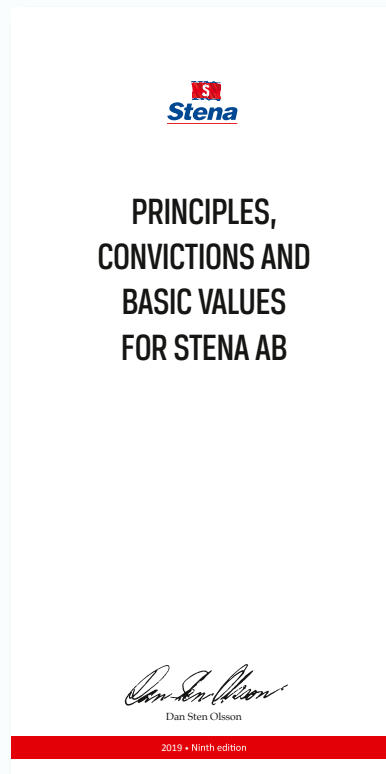 S
Stena
PRINCIPLES,
CONVICTIONS AND
BASIC VALUES
FOR STENA AB
Dan Sten Olsson
Dan Sten Olsson
2019 • Ninth edition